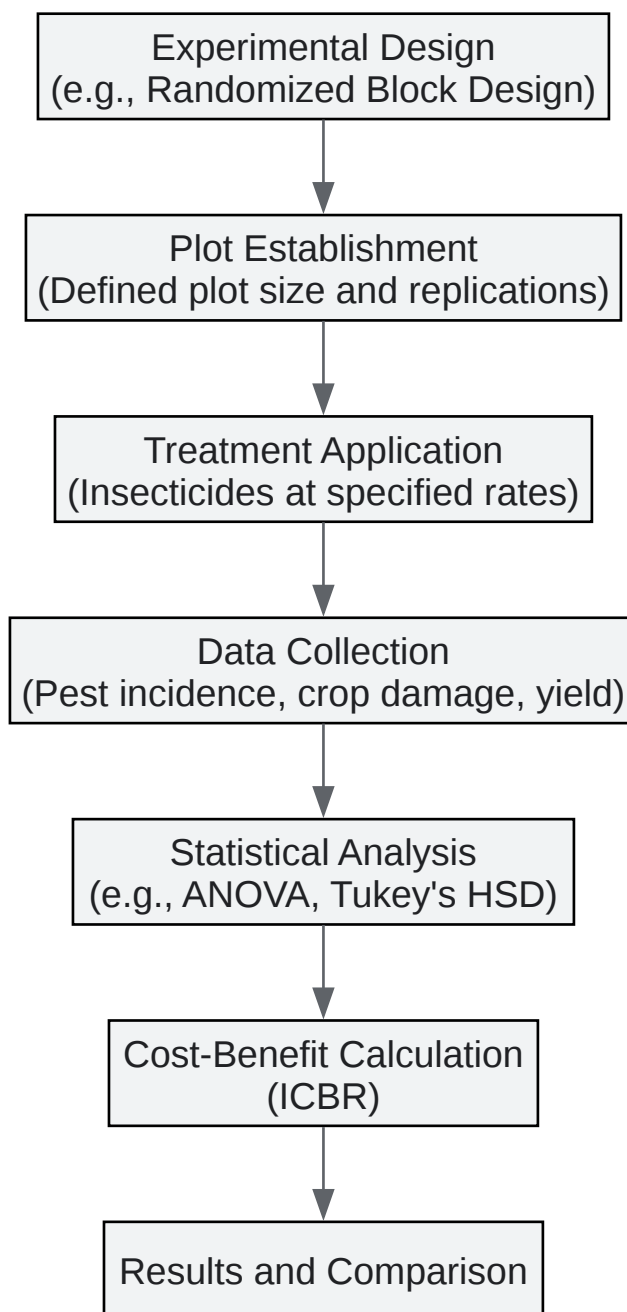 Experimental Design
(e.g., Randomized Block Design)
Plot Establishment
(Defined plot size and replications)
Treatment Application
(Insecticides at specified rates)
Data Collection
(Pest incidence, crop damage, yield)
Statistical Analysis
(e.g., ANOVA, Tukey's HSD)
Cost-Benefit Calculation
(ICBR)
Results and Comparison